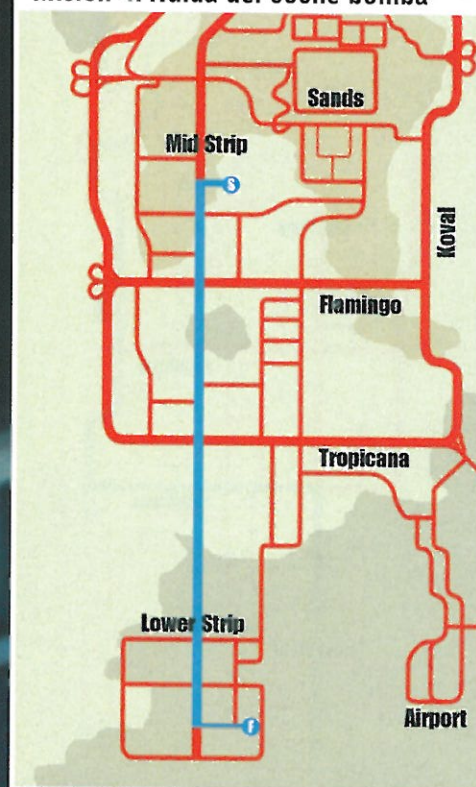 Huida del coche bomba
Sands
Mid Strip
S
Koval
Flamingo
Tropicana
Lower Strip
F
Airport